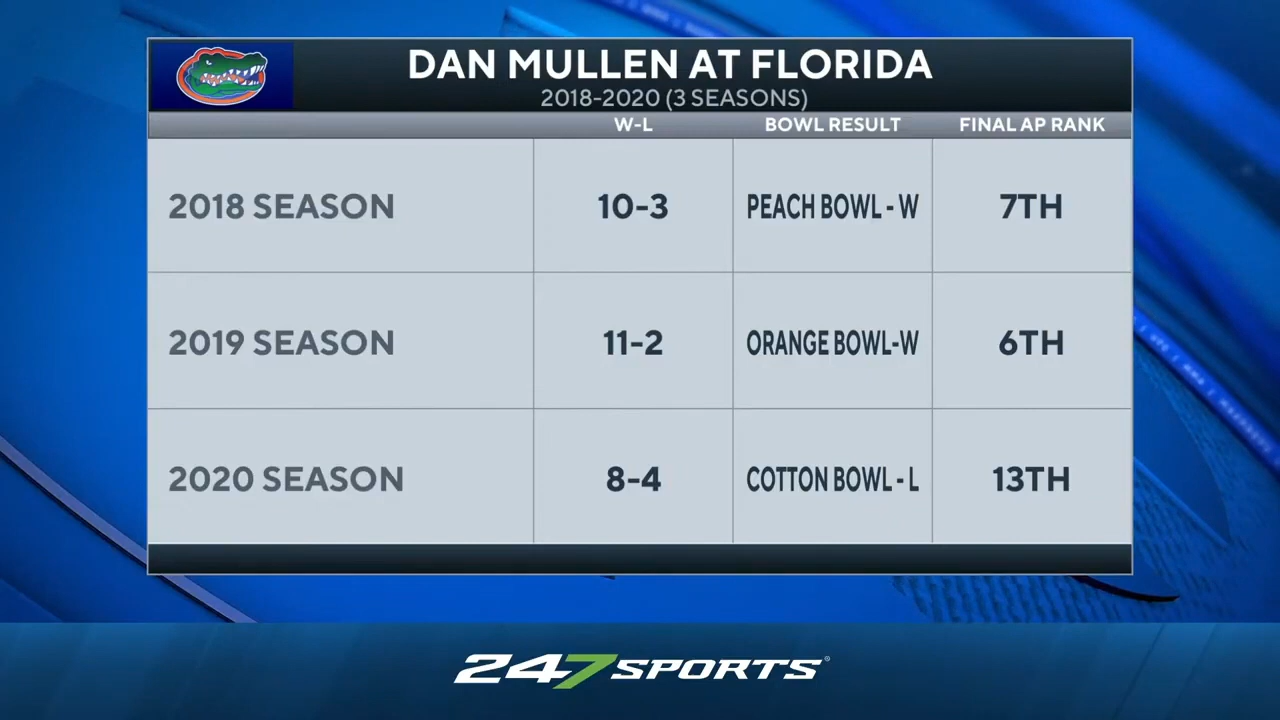 DAN MULLEN AT FLORIDA
2018-2020 (3 SEASONS)
W-L BOWL RESULT FINAL AP RANK
2018 SEASON 10-3 PEACH BOWL - W 7TH
2019 SEASON 11-2 ORANGE BOWL-W 6TH
2020 SEASON 8-4 COTTON BOWL - L 13TH
247SPORTS